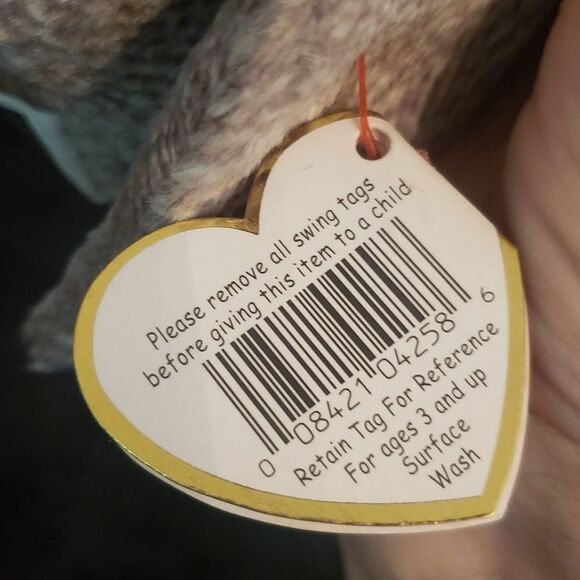 Please remove all swing tags
before giving this item to a child
0 08421 04258 6
Retain Tag For Reference
For ages 3 and up
Surface
Wash